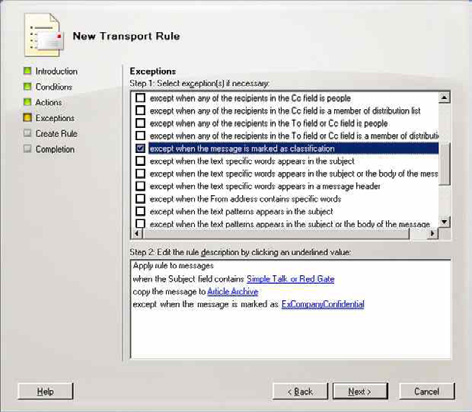 New Transport Rule
Introduction
Conditions
Actions
Exceptions
Create Rule
Completion
Exceptions
Step 1: Select exception(s) if necessary:
except when any of the recipients in the Cc field is people
except when any of the recipients in the Cc field is a member of distribution list
except when any of the recipients in the To field or Cc field is people
except when any of the recipients in the To field or Cc field is a member of distributi
except when the message is marked as classification
except when the text specific words appears in the subject
except when the text specific words appears in the subject or the body of the mess
except when the text specific words appears in a message header
except when the From address contains specific words
except when the text patterns appears in the subject
except when the text patterns appears in the subject or the body of the message
Step 2: Edit the rule description by clicking an underlined value:
Apply rule to messages
when the Subject field contains Simple Talk or Red Gate
copy the message to Article Archive
except when the message is marked as ExCompanyConfidential
Help
< Back
Next >
Cancel